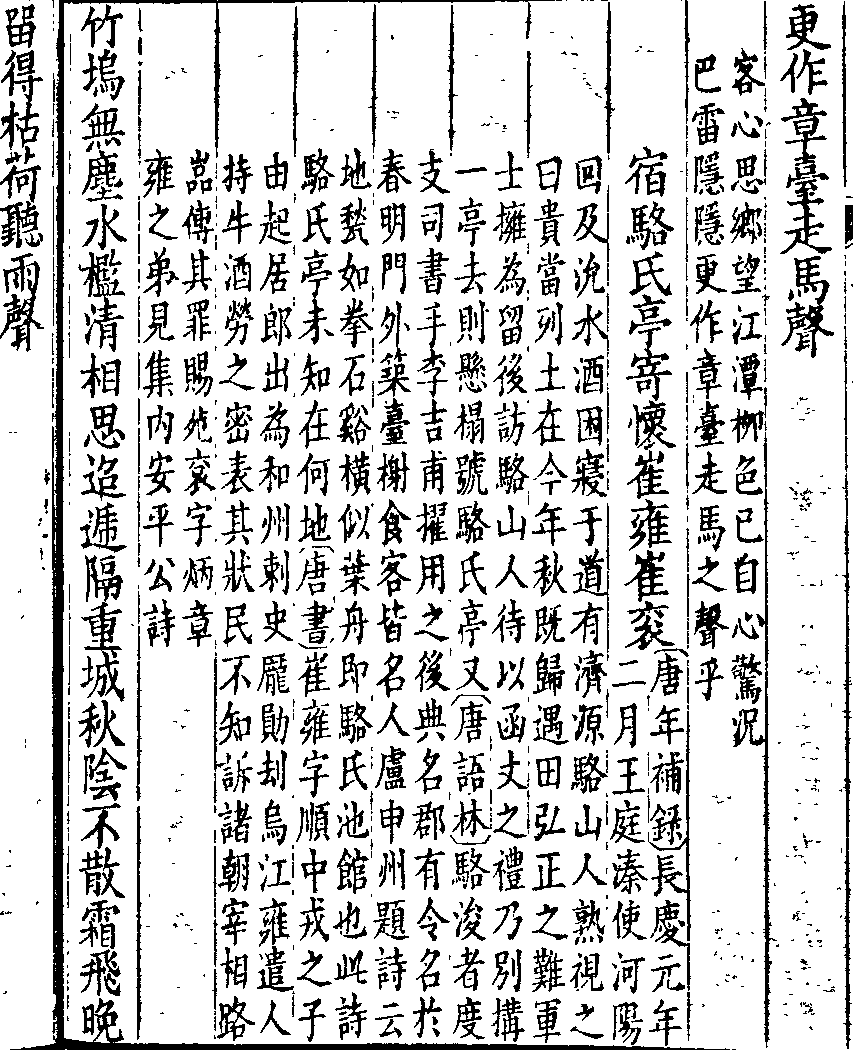 更作章臺走馬聲
客心思鄉望江潭柳色已自心驚况
巴雷隱隱更作章臺走馬之聲乎
宿駱氏亭寄懷崔雍崔衮
唐年補錄長慶元年
二月王庭湊使河陽
回及沇水酒困寢于道有濟源駱山人熟視之
曰貴當列土在今年秋既歸遇田弘正之難軍
士擁為留後訪駱山人待以函丈之禮乃别搆
一亭去則懸榻號駱氏亭又唐語林駱浚者度
支司書手李吉甫擢用之後典名郡有令名於
春明門外築臺榭食客皆名人盧申州題詩云
地甃如拳石谿橫似葉舟即駱氏池館也此詩
駱氏亭未知在何地唐書崔雍字順中戎之子
由起居郎出為和州刺史龐勛刦烏江雍遣人
持牛酒勞之密表其狀民不知訴諸朝宰相路
嵓傳其罪賜死衮字炳章
雍之弟見集内安平公詩
竹塢無塵水檻清相思迢遞隔重城秋陰不散霜飛晚
留得枯荷聽雨聲